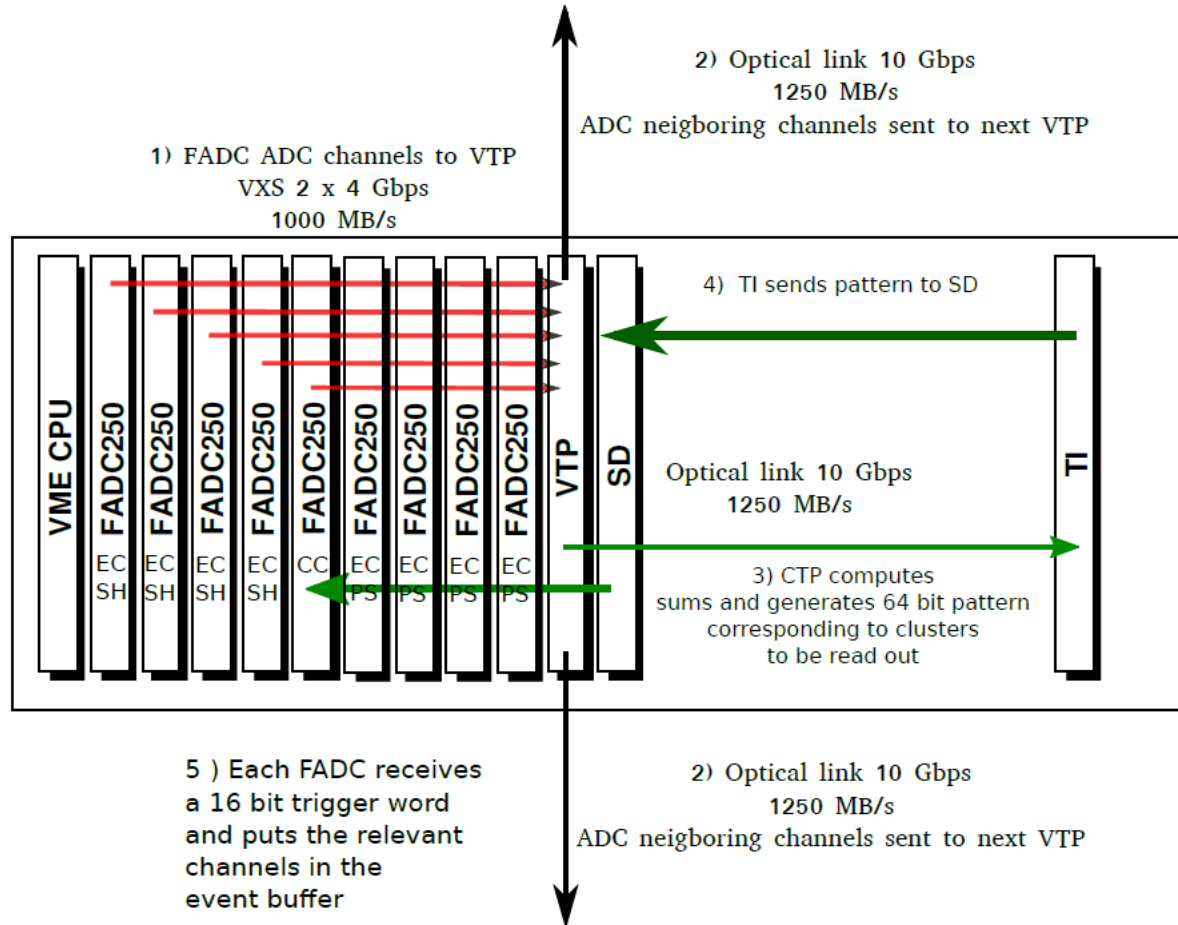 2) Optical link 10 Gbps
1250 MB/s
ADC neigboring channels sent to next VTP
1) FADC ADC channels to VTP
VXS 2 x 4 Gbps
1000 MB/s
VME CPU
FADC250
EC
SH
FADC250
EC
SH
FADC250
EC
SH
FADC250
EC
SH
FADC250
CC
FADC250
EC
PS
FADC250
EC
PS
FADC250
EC
PS
FADC250
EC
PS
VTP
SD
4) TI sends pattern to SD
TI
Optical link 10 Gbps
1250 MB/s
3) CTP computes
sums and generates 64 bit pattern
corresponding to clusters
to be read out
5 ) Each FADC receives
a 16 bit trigger word
and puts the relevant
channels in the
event buffer
2) Optical link 10 Gbps
1250 MB/s
ADC neigboring channels sent to next VTP